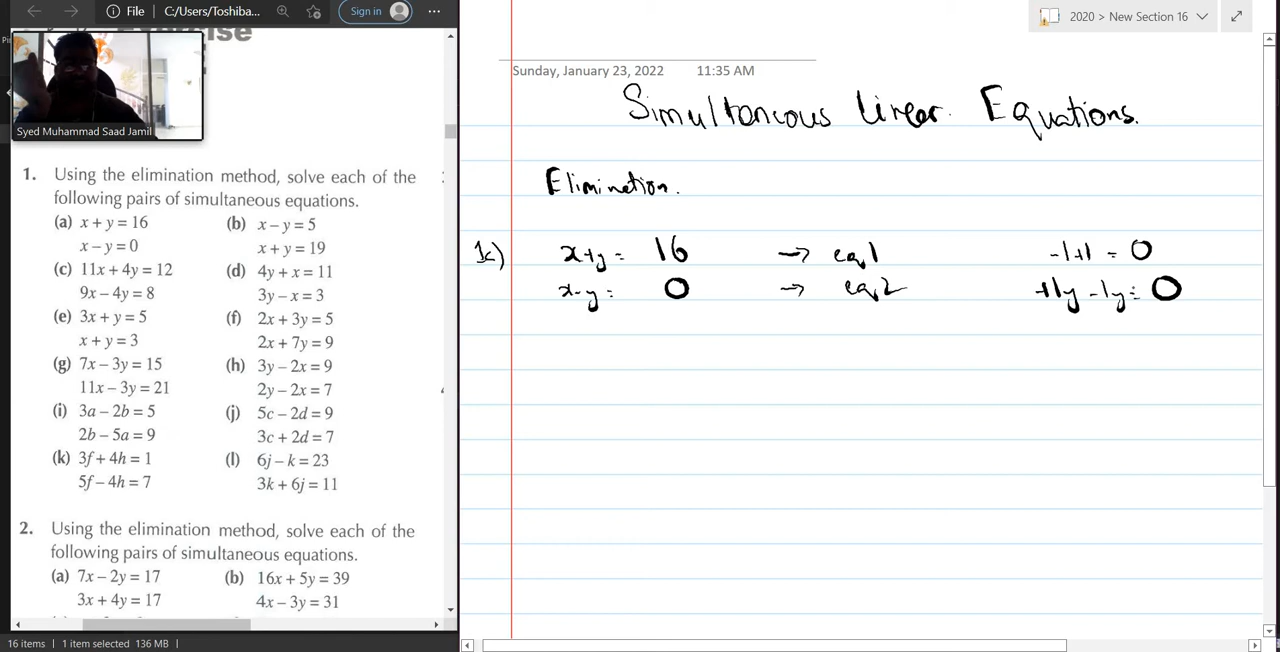 File C:/Users/Toshiba... Sign in
2020 > New Section 16
Syed Muhammad Saad Jamil
1. Using the elimination method, solve each of the
following pairs of simultaneous equations.
(a) x + y = 16 (b) x – y = 5
x – y = 0 x + y = 19
(c) 11x + 4y = 12 (d) 4y + x = 11
9x – 4y = 8 3y – x = 3
(e) 3x + y = 5 (f) 2x + 3y = 5
x + y = 3 2x + 7y = 9
(g) 7x – 3y = 15 (h) 3y – 2x = 9
11x – 3y = 21 2y – 2x = 7
(i) 3a – 2b = 5 (j) 5c – 2d = 9
2b – 5a = 9 3c + 2d = 7
(k) 3f + 4h = 1 (l) 6j – k = 23
5f – 4h = 7 3k + 6j = 11
2. Using the elimination method, solve each of the
following pairs of simultaneous equations.
(a) 7x – 2y = 17 (b) 16x + 5y = 39
3x + 4y = 17 4x – 3y = 31
16 items 1 item selected 136 MB
Sunday, January 23, 2022 11:35 AM
Simultaneous Linear Equations.
Elimination.
x+y = 16 → eq1 -1+1 = 0
x-y = 0 → eq2 +1y -1y = 0